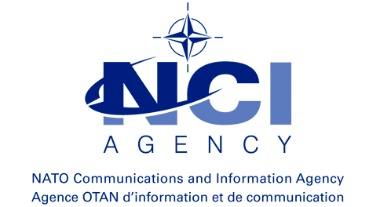 NCI
AGENCY
NATO Communications and Information Agency
Agence OTAN d'information et de communication